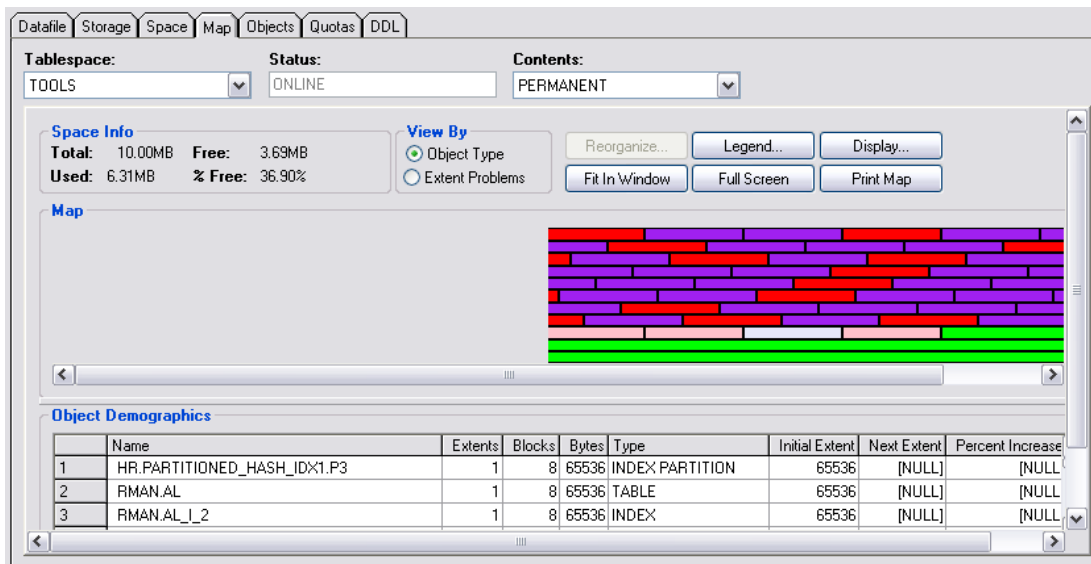 Datafile Storage Space Map Objects Quotas DDL
Tablespace: Status: Contents:
TOOLS ONLINE PERMANENT
Space Info View By
Total: 10.00MB Free: 3.69MB Object Type Reorganize... Legend... Display...
Used: 6.31MB % Free: 36.90% Extent Problems Fit In Window Full Screen Print Map
Map
Object Demographics
Name Extents Blocks Bytes Type Initial Extent Next Extent Percent Increase
1 HR.PARTITIONED_HASH_IDX1.P3 1 8 65536 INDEX PARTITION 65536 [NULL] [NULL
2 RMAN.AL 1 8 65536 TABLE 65536 [NULL] [NULL
3 RMAN.AL_I_2 1 8 65536 INDEX 65536 [NULL] [NULL